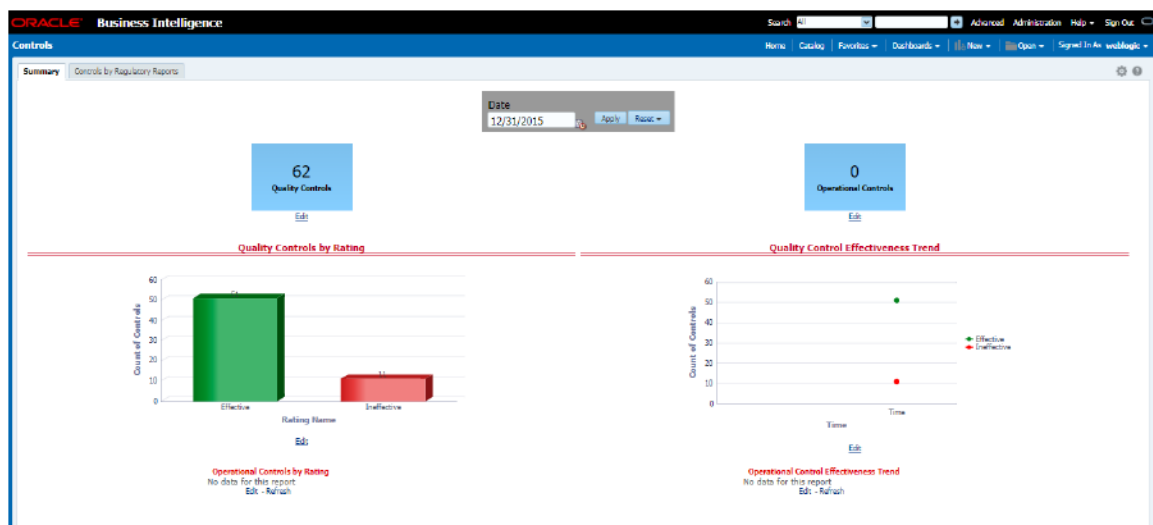 ORACLE Business Intelligence
Search All Advanced Administration Help Sign Out
Controls
Home Catalog Favorites Dashboards New Open Signed In As weblogic
Summary Controls by Regulatory Reports
Date
12/31/2015 Apply Reset
62
Quality Controls
Edit
0
Operational Controls
Edit
Quality Controls by Rating
60
50
40
30
20
10
0
Count of Controls
Effective Ineffective
Rating Name
Edit
Quality Control Effectiveness Trend
60
50
40
30
20
10
0
Count of Controls
Effective
Ineffective
Time
Time
Edit
Operational Controls by Rating
No data for this report
Edit - Refresh
Operational Control Effectiveness Trend
No data for this report
Edit - Refresh